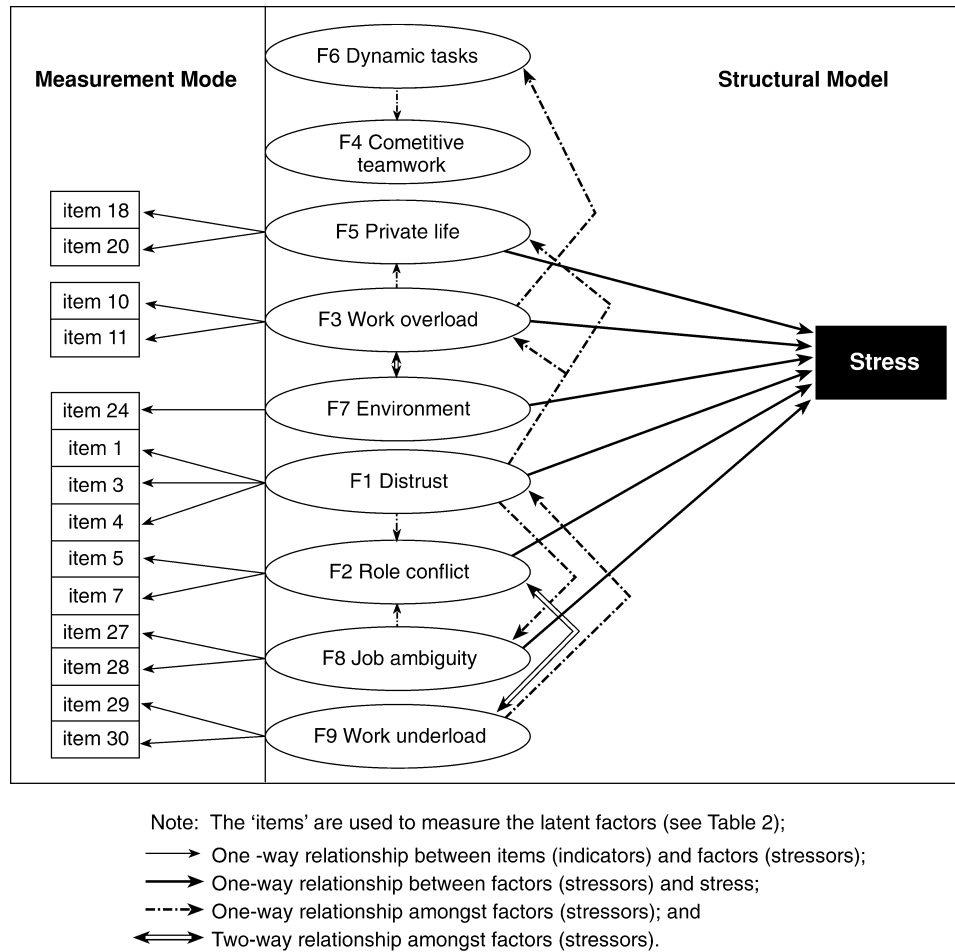 Measurement Mode
Structural Model
F6 Dynamic tasks
F4 Cometitive
teamwork
item 18
item 20
F5 Private life
item 10
item 11
F3 Work overload
Stress
item 24
F7 Environment
item 1
item 3
item 4
F1 Distrust
item 5
item 7
F2 Role conflict
item 27
item 28
F8 Job ambiguity
item 29
item 30
F9 Work underload
Note: The ‘items’ are used to measure the latent factors (see Table 2);
One -way relationship between items (indicators) and factors (stressors);
One-way relationship between factors (stressors) and stress;
One-way relationship amongst factors (stressors); and
Two-way relationship amongst factors (stressors).